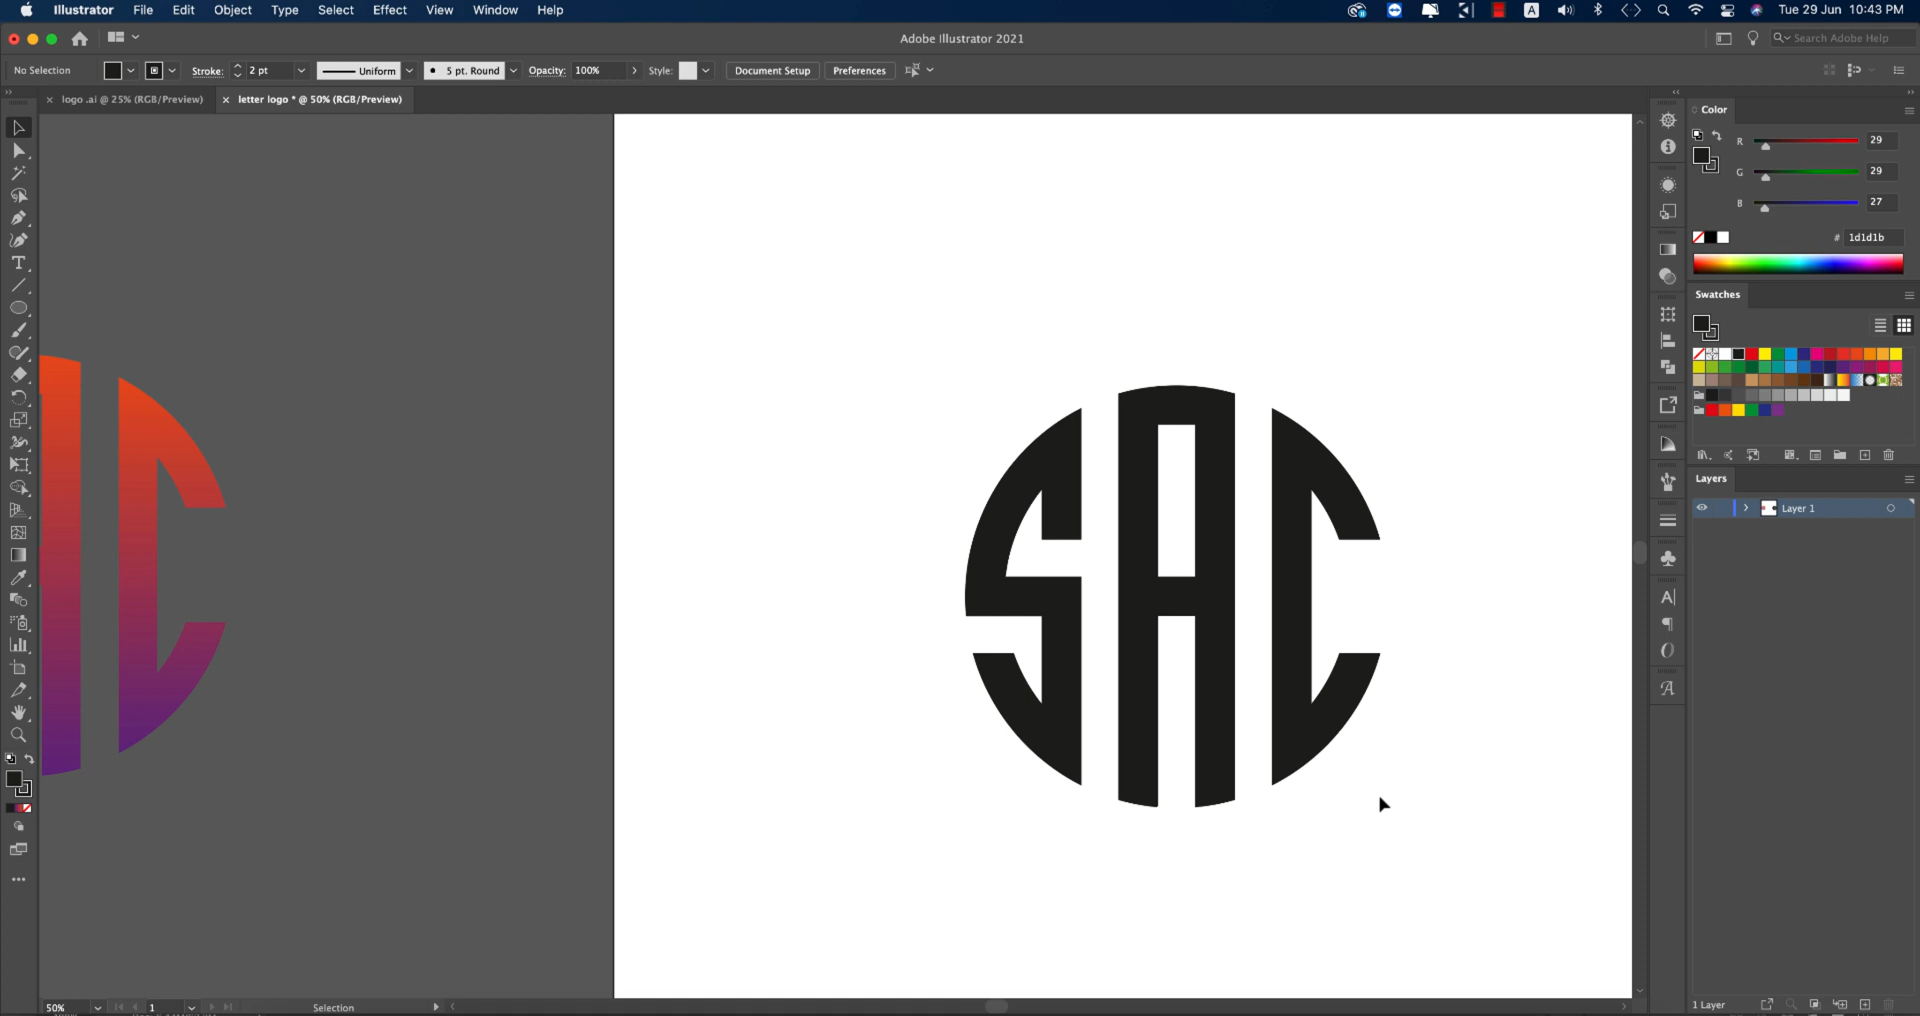 Illustrator File Edit Object Type Select Effect View Window Help
A
Tue 29 Jun 10:43 PM
Adobe Illustrator 2021
Search Adobe Help
No Selection
Stroke: 2 pt
Uniform
5 pt. Round
Opacity: 100%
Style:
Document Setup
Preferences
logo .ai @ 25% (RGB/Preview)
letter logo * @ 50% (RGB/Preview)
Color
R 29
G 29
B 27
# 1d1d1b
Swatches
Layers
Layer 1
SAC
C
50%
1
Selection
1 Layer